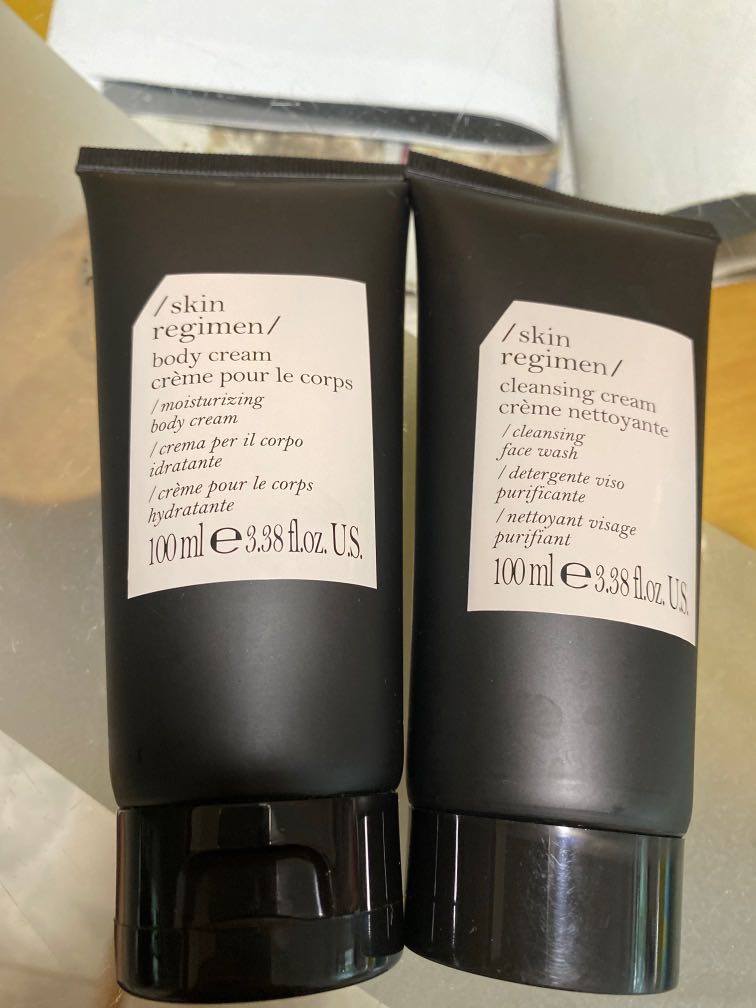 /skin
regimen/
body cream
crème pour le corps
/moisturizing
body cream
/crema per il corpo
idratante
/crème pour le corps
hydratante
100 ml ℮ 3.38 fl.oz. U.S.
/skin
regimen/
cleansing cream
crème nettoyante
/cleansing
face wash
/detergente viso
purificante
/nettoyant visage
purifiant
100 ml ℮ 3.38 fl.oz. U.S.